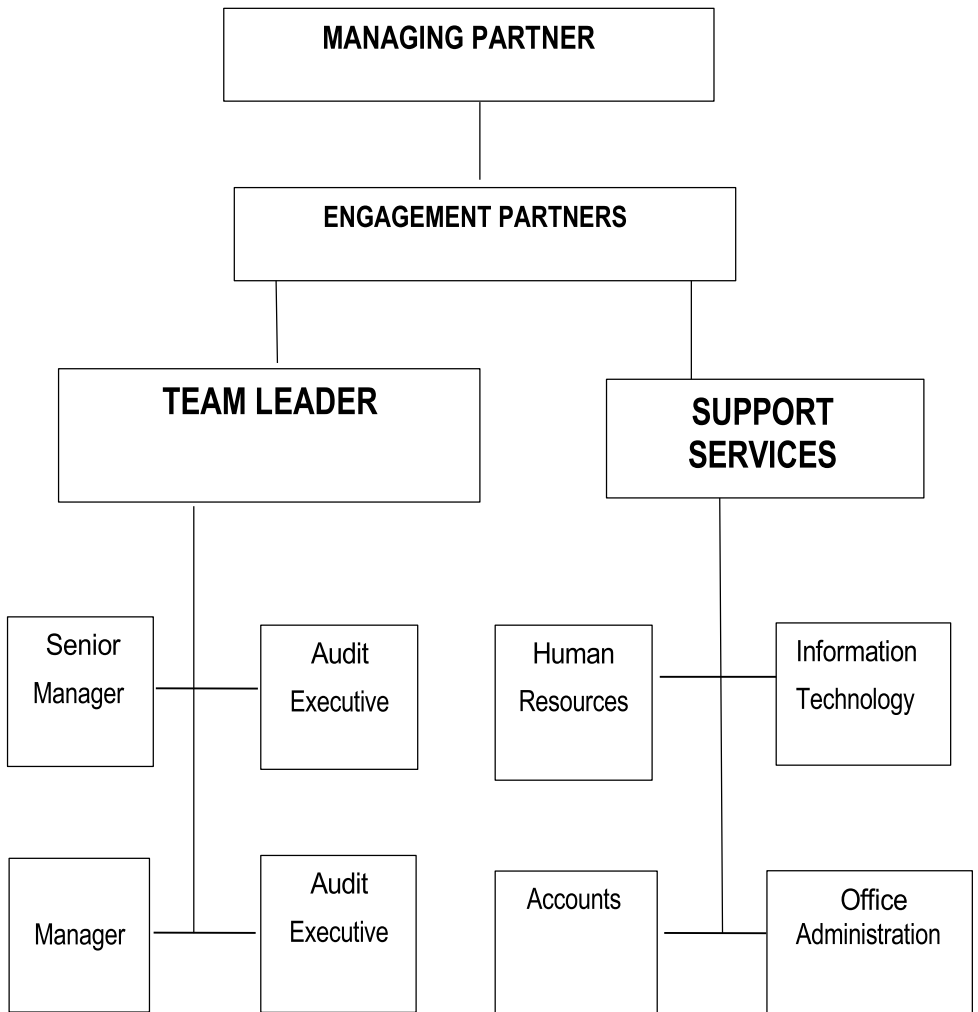 MANAGING PARTNER
ENGAGEMENT PARTNERS
TEAM LEADER
SUPPORT
SERVICES
Senior
Manager
Audit
Executive
Human
Resources
Information
Technology
Manager
Audit
Executive
Accounts
Office
Administration